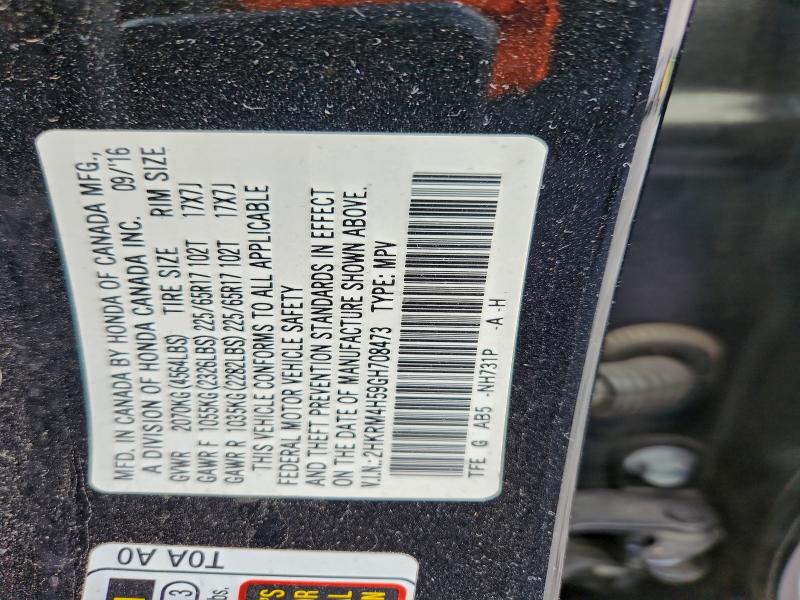 MFD. IN CANADA BY HONDA OF CANADA MFG.,
A DIVISION OF HONDA CANADA INC. 09/16
GVWR 2070KG (4564LBS) TIRE SIZE RIM SIZE
GAWR F 1055KG (2326LBS) 225/65R17 102T 17X7J
GAWR R 1035KG (2282LBS) 225/65R17 102T 17X7J
THIS VEHICLE CONFORMS TO ALL APPLICABLE
FEDERAL MOTOR VEHICLE SAFETY
AND THEFT PREVENTION STANDARDS IN EFFECT
ON THE DATE OF MANUFACTURE SHOWN ABOVE.
V.I.N.: 2HKRM4H59GH708473 TYPE: MPV
TFE G AB5 -NH731P -A -H
T0A A0
3
bs.